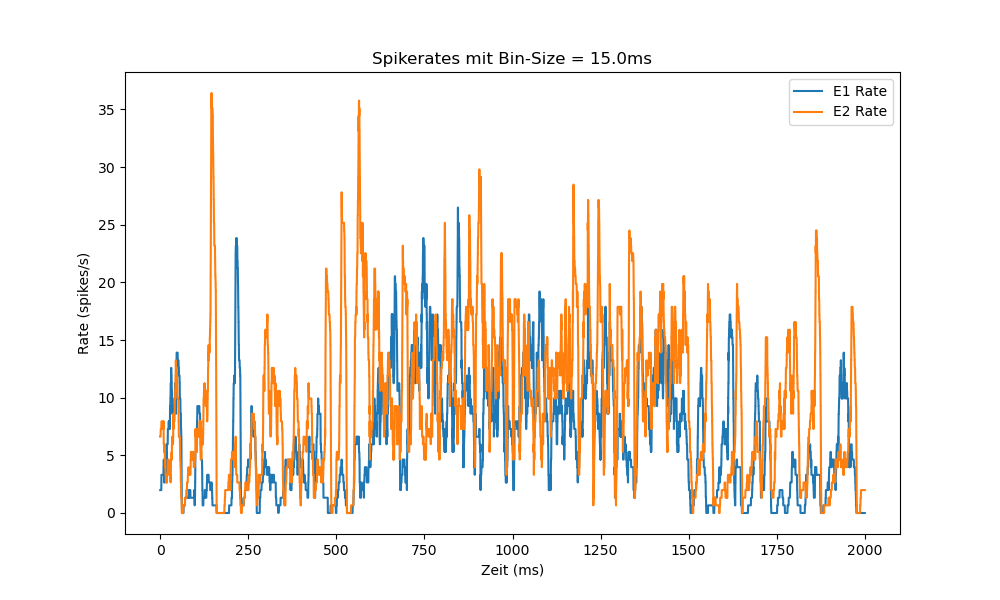 Spikerates mit Bin-Size = 15.0ms
E1 Rate
E2 Rate
35
30
25
20
15
10
5
0
Rate (spikes/s)
0 250 500 750 1000 1250 1500 1750 2000
Zeit (ms)